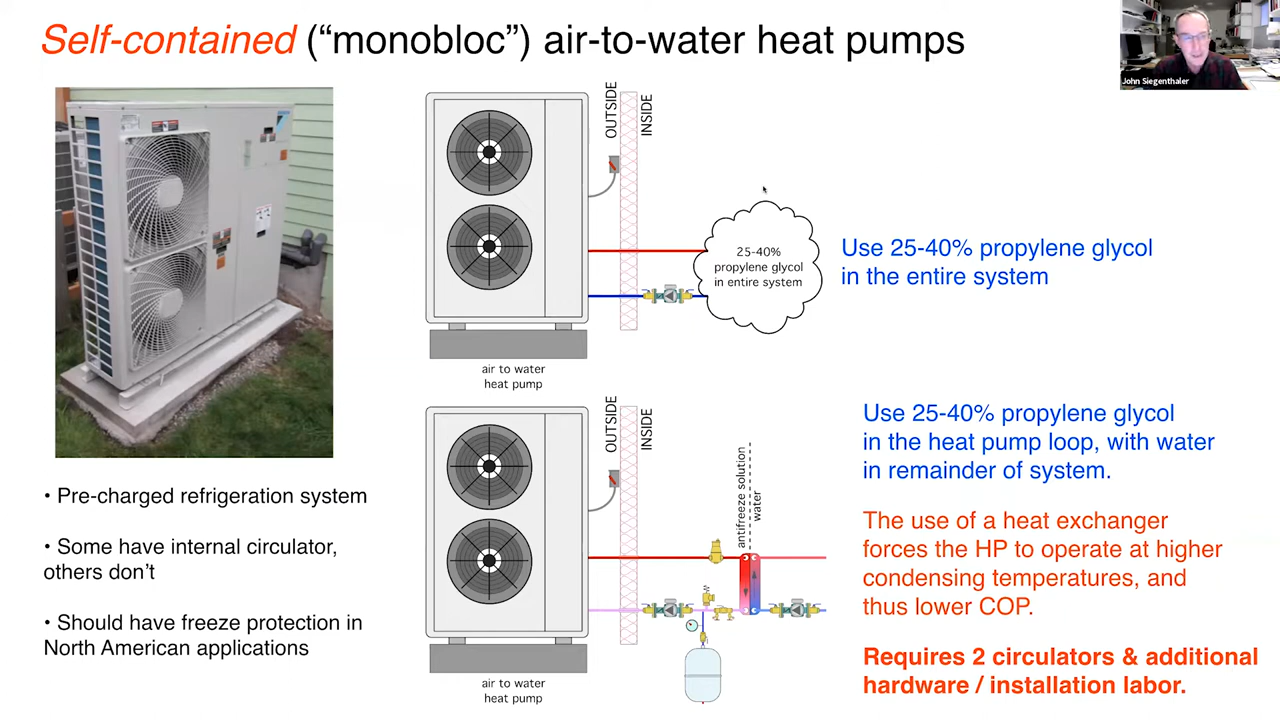 Self-contained (“monobloc”) air-to-water heat pumps
John Siegenthaler
• Pre-charged refrigeration system
• Some have internal circulator,
others don’t
• Should have freeze protection in
North American applications
OUTSIDE
INSIDE
25-40%
propylene glycol
in entire system
air to water
heat pump
Use 25-40% propylene glycol
in the entire system
OUTSIDE
INSIDE
antifreeze solution
water
air to water
heat pump
Use 25-40% propylene glycol
in the heat pump loop, with water
in remainder of system.
The use of a heat exchanger
forces the HP to operate at higher
condensing temperatures, and
thus lower COP.
Requires 2 circulators & additional
hardware / installation labor.